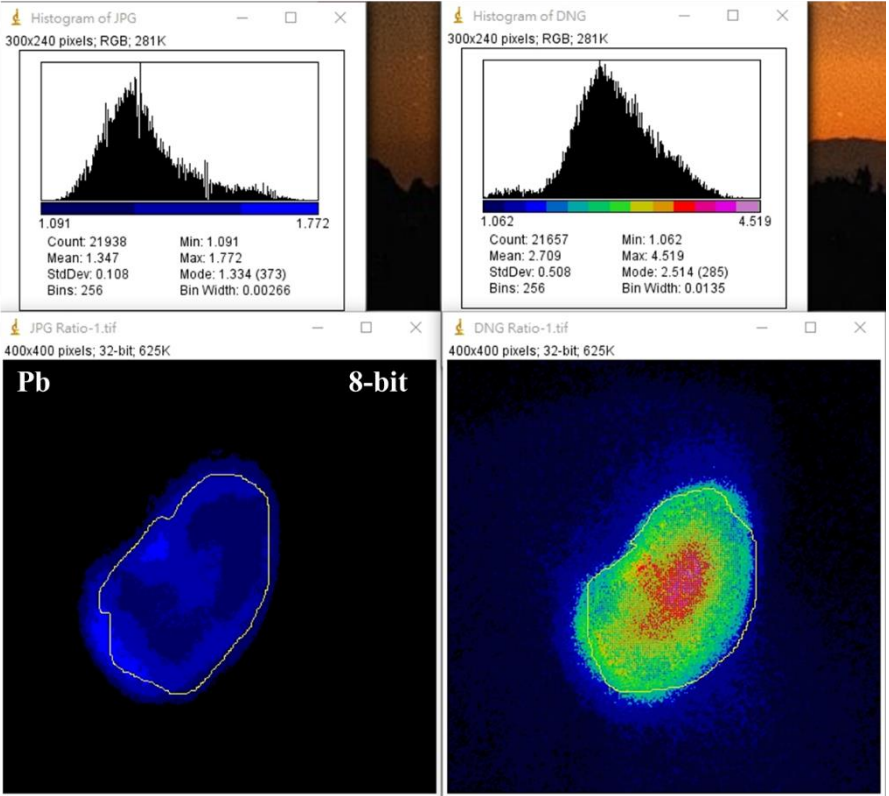 Histogram of JPG
300x240 pixels; RGB; 281K
1.091 1.772
Count: 21938 Min: 1.091
Mean: 1.347 Max: 1.772
StdDev: 0.108 Mode: 1.334 (373)
Bins: 256 Bin Width: 0.00266
Histogram of DNG
300x240 pixels; RGB; 281K
1.062 4.519
Count: 21657 Min: 1.062
Mean: 2.709 Max: 4.519
StdDev: 0.508 Mode: 2.514 (285)
Bins: 256 Bin Width: 0.0135
JPG Ratio-1.tif
400x400 pixels; 32-bit; 625K
Pb 8-bit
DNG Ratio-1.tif
400x400 pixels; 32-bit; 625K